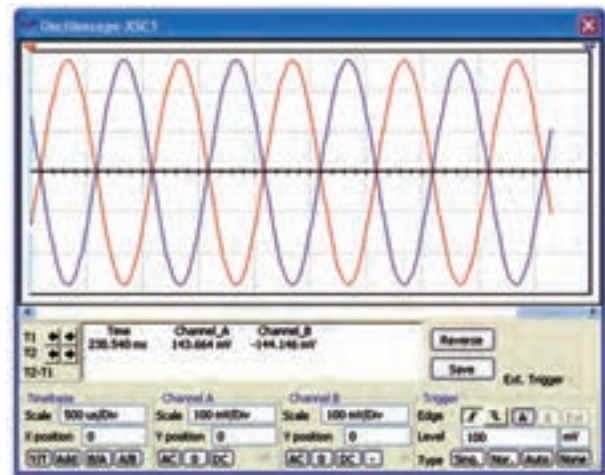 Oscilloscope-XSC1
Time Channel_A Channel_B
T1 230.540 ms 143.664 mV -144.146 mV
T2
T2-T1
Reverse
Save
Ext. Trigger
Timebase Channel A Channel B Trigger
Scale 500 us/Div Scale 100 mV/Div Scale 100 mV/Div Edge A B Ext
X position 0 Y position 0 Y position 0 Level 100 mV
Y/T Add B/A A/B AC 0 DC AC 0 DC - Type Sing. Nor. Auto None